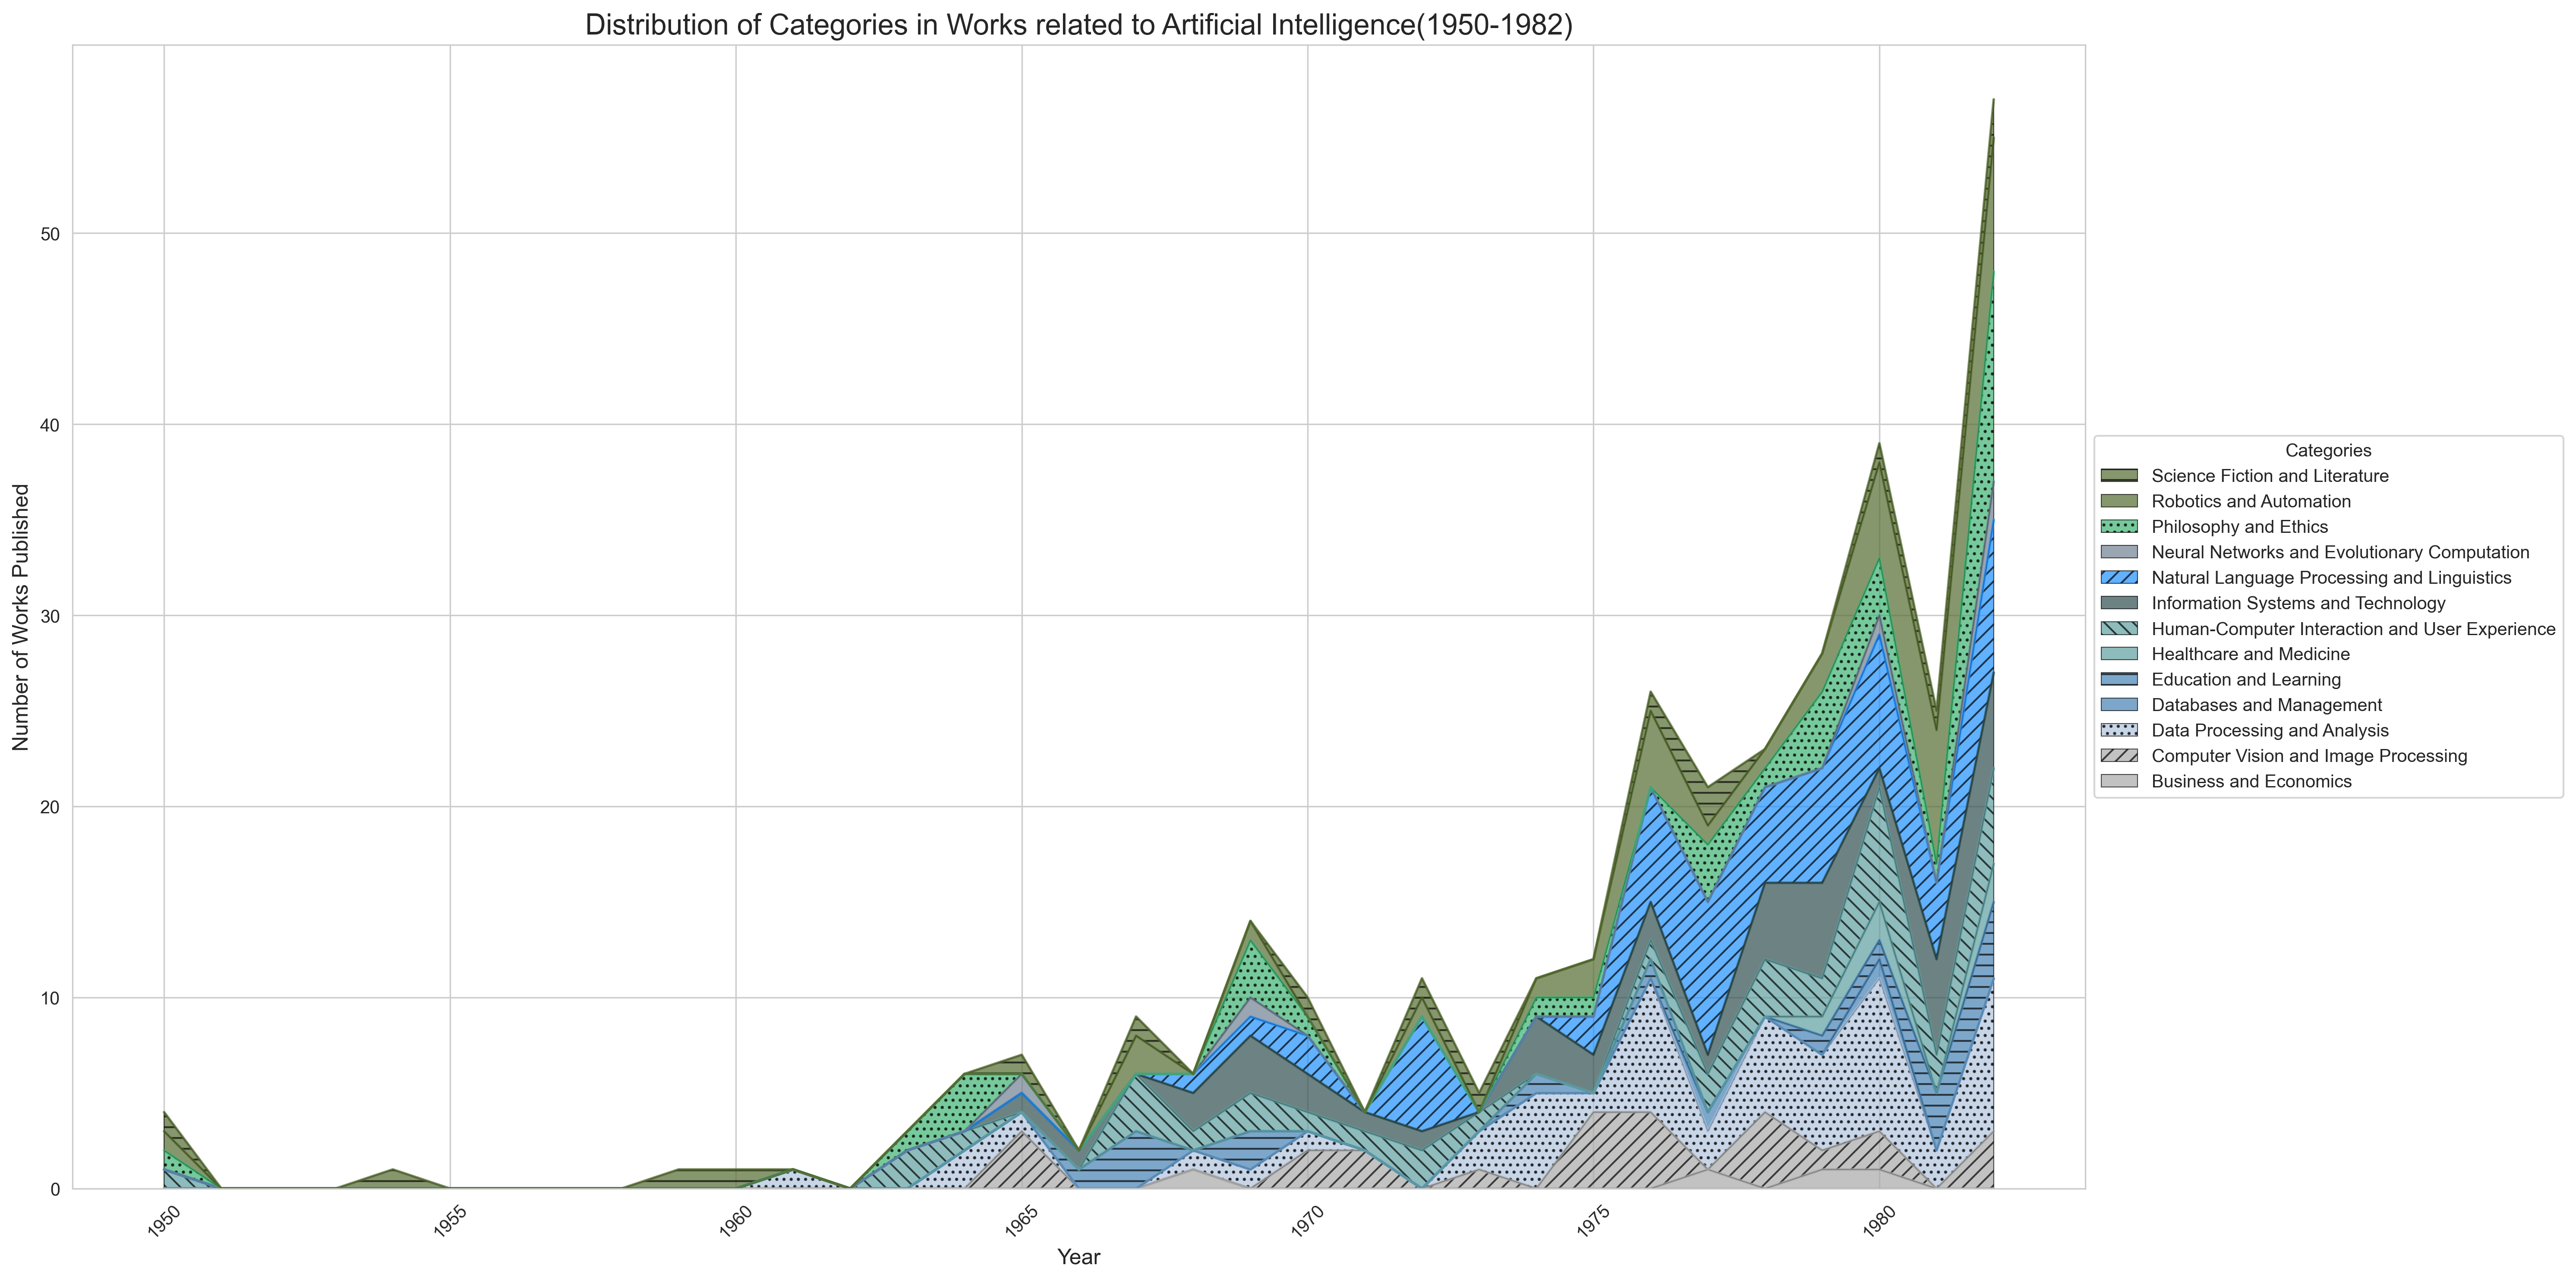 Distribution of Categories in Works related to Artificial Intelligence(1950-1982)
Number of Works Published
50
40
30
20
10
0
1950
1955
1960
1965
1970
1975
1980
Year
Categories
Science Fiction and Literature
Robotics and Automation
Philosophy and Ethics
Neural Networks and Evolutionary Computation
Natural Language Processing and Linguistics
Information Systems and Technology
Human-Computer Interaction and User Experience
Healthcare and Medicine
Education and Learning
Databases and Management
Data Processing and Analysis
Computer Vision and Image Processing
Business and Economics